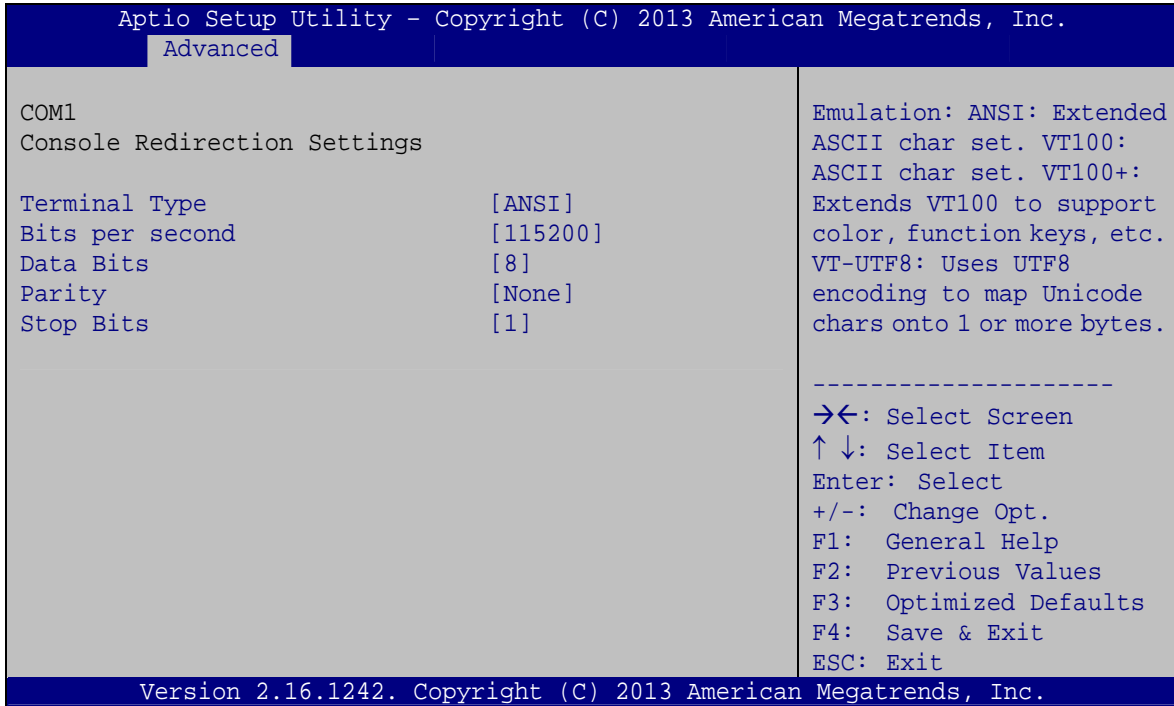 Aptio Setup Utility – Copyright (C) 2013 American Megatrends, Inc.
Advanced
COM1
Console Redirection Settings
Terminal Type [ANSI]
Bits per second [115200]
Data Bits [8]
Parity [None]
Stop Bits [1]
Emulation: ANSI: Extended
ASCII char set. VT100:
ASCII char set. VT100+:
Extends VT100 to support
color, function keys, etc.
VT-UTF8: Uses UTF8
encoding to map Unicode
chars onto 1 or more bytes.
---------------------
→←: Select Screen
↑ ↓: Select Item
Enter: Select
+/-: Change Opt.
F1: General Help
F2: Previous Values
F3: Optimized Defaults
F4: Save & Exit
ESC: Exit
Version 2.16.1242. Copyright (C) 2013 American Megatrends, Inc.